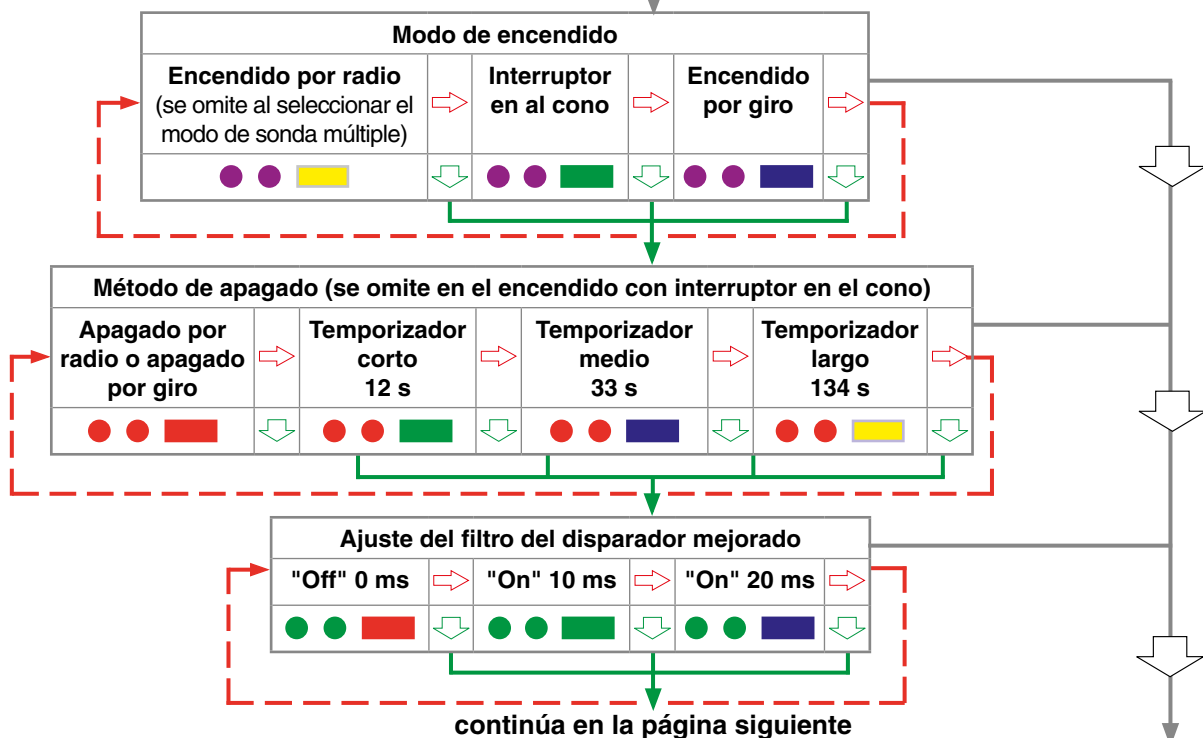 Modo de encendido
Encendido por radio
(se omite al seleccionar el
modo de sonda múltiple)
Interruptor
en al cono
Encendido
por giro
Método de apagado (se omite en el encendido con interruptor en el cono)
Apagado por
radio o apagado
por giro
Temporizador
corto
12 s
Temporizador
medio
33 s
Temporizador
largo
134 s
Ajuste del filtro del disparador mejorado
"Off" 0 ms
"On" 10 ms
"On" 20 ms
continúa en la página siguiente